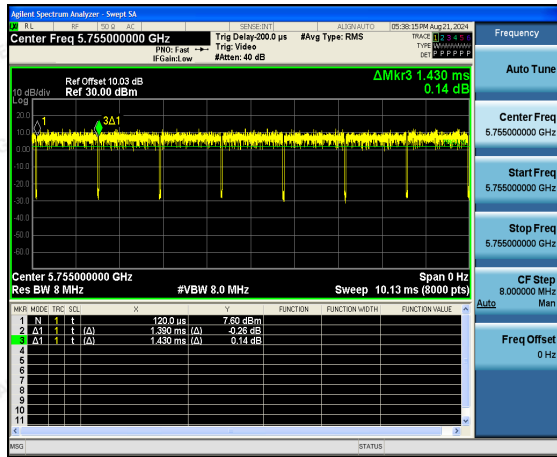 Agilent Spectrum Analyzer - Swept SA
RL RF 50 Ω AC SENSE:INT ALIGN AUTO 05:38:15 PM Aug 21, 2024
Center Freq 5.755000000 GHz Trig Delay-200.0 µs #Avg Type: RMS TRACE 1 2 3 4 5 6
PNO: Fast Trig: Video TYPE
IFGain:Low #Atten: 40 dB DET P P P P P P
Frequency
Auto Tune
Center Freq
5.755000000 GHz
Start Freq
5.755000000 GHz
Stop Freq
5.755000000 GHz
CF Step
8.000000 MHz
Auto Man
Freq Offset
0 Hz
ΔMkr3 1.430 ms
0.14 dB
Ref Offset 10.03 dB
10 dB/div Ref 30.00 dBm
Log
20.0
10.0
0.00
-10.0
-20.0
-30.0
-40.0
-50.0
-60.0
1
3Δ1
Center 5.755000000 GHz Span 0 Hz
Res BW 8 MHz #VBW 8.0 MHz Sweep 10.13 ms (8000 pts)
MKR MODE TRC SCL X Y FUNCTION FUNCTION WIDTH FUNCTION VALUE
1 N 1 t 120.0 µs 7.60 dBm
2 Δ1 1 t (Δ) 1.390 ms (Δ) -0.26 dB
3 Δ1 1 t (Δ) 1.430 ms (Δ) 0.14 dB
4
5
6
7
8
9
10
11
MSG STATUS